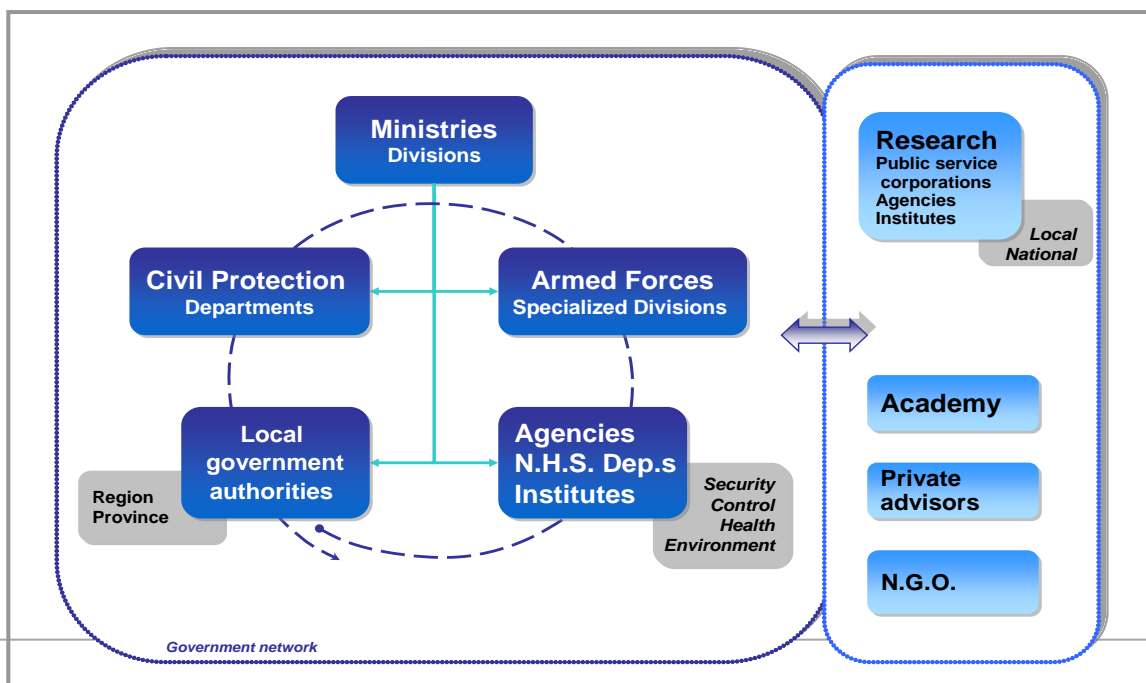 Ministries
Divisions
Civil Protection
Departments
Armed Forces
Specialized Divisions
Local
government
authorities
Region
Province
Agencies
N.H.S. Dep.s
Institutes
Security
Control
Health
Environment
Government network
Research
Public service
corporations
Agencies
Institutes
Local
National
Academy
Private
advisors
N.G.O.